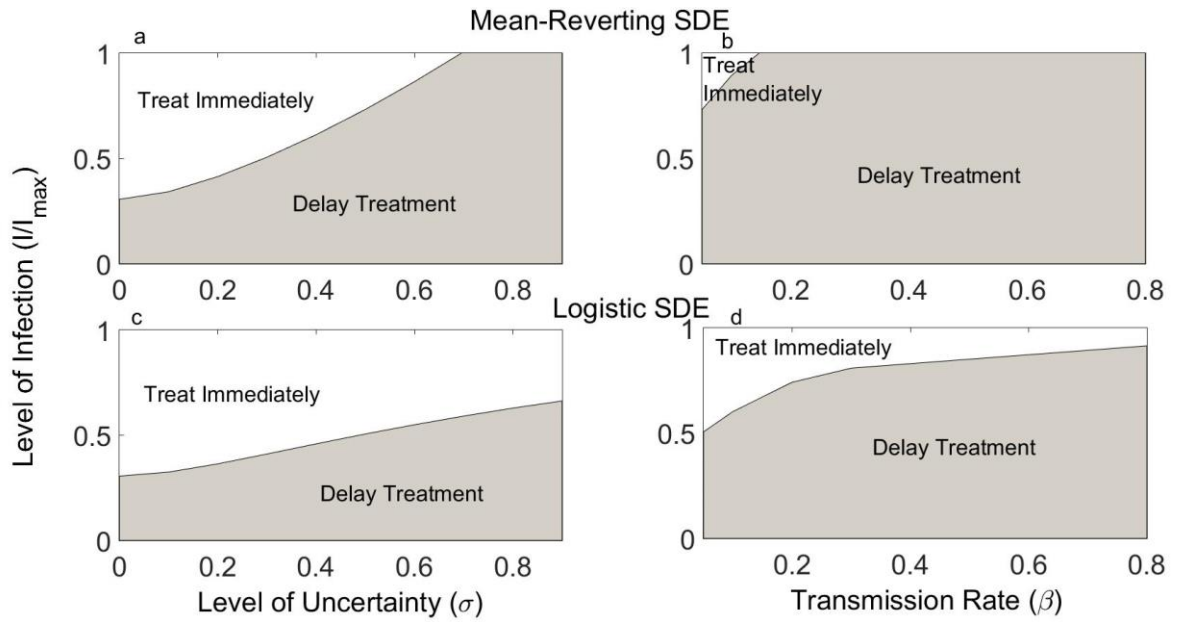 Mean-Reverting SDE
a
b
1
0.5
0
Treat Immediately
Delay Treatment
0
0.2
0.4
0.6
0.8
1
0.5
0
Treat
Immediately
Delay Treatment
0.2
0.4
0.6
0.8
Level of Infection (I/I_max)
Logistic SDE
c
d
1
0.5
0
Treat Immediately
Delay Treatment
0
0.2
0.4
0.6
0.8
Level of Uncertainty (σ)
1
0.5
0
Treat Immediately
Delay Treatment
0.2
0.4
0.6
0.8
Transmission Rate (β)